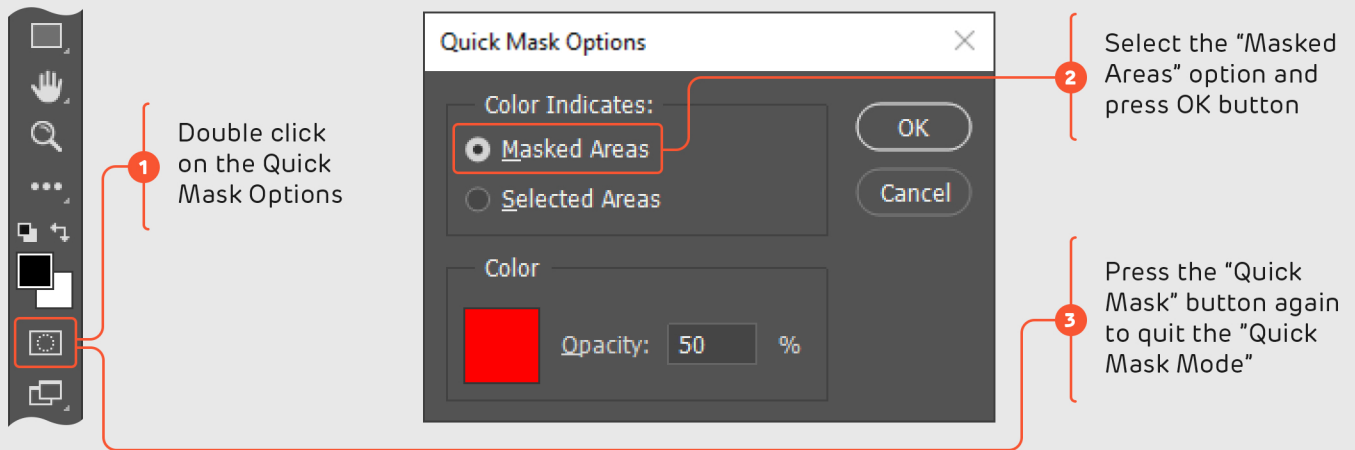 1
Double click
on the Quick
Mask Options
Quick Mask Options
Color Indicates:
Masked Areas
Selected Areas
OK
Cancel
Color
Opacity: 50 %
2
Select the “Masked
Areas” option and
press OK button
3
Press the “Quick
Mask” button again
to quit the “Quick
Mask Mode”